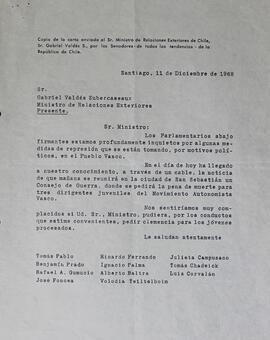 Copia de la carta enviada al Sr. Ministro de Relaciones Exteriores de Chile,
Sr. Gabriel Valdés S., por los Senadores de todas las tendencias de la
República de Chile.
Santiago, 11 de Diciembre de 1968
Sr.
Gabriel Valdés Subercaseaux
Ministro de Relaciones Exteriores
Presente.
Sr. Ministro:
Los Parlamentarios abajo
firmantes estamos profundamente inquietos por algunas
medidas de represión que se están tomando, por motivos polí-
ticos, en el Pueblo Vasco.
En el día de hoy ha llegado
a nuestro conocimiento, a través de un cable, la noticia
de que mañana se reunirá en la ciudad de San Sebastián un
Consejo de Guerra, donde se pedirá la pena de muerte para
tres dirigentes juveniles del Movimiento Autonomista
Vasco.
Nos sentiríamos muy com-
placidos si Ud. Sr., Ministro, pudiera, por los conductos
que estime convenientes, pedir clemencia para los jóvenes
procesados.
Le saludan atentamente
Tomás Pablo Ricardo Ferrando Julieta Campusano
Benjamín Prado Ignacio Palma Tomás Chadwick
Rafael A. Gumucio Alberto Baltra Luis Corvalán
Jose Foncea Volodia Teitelboim